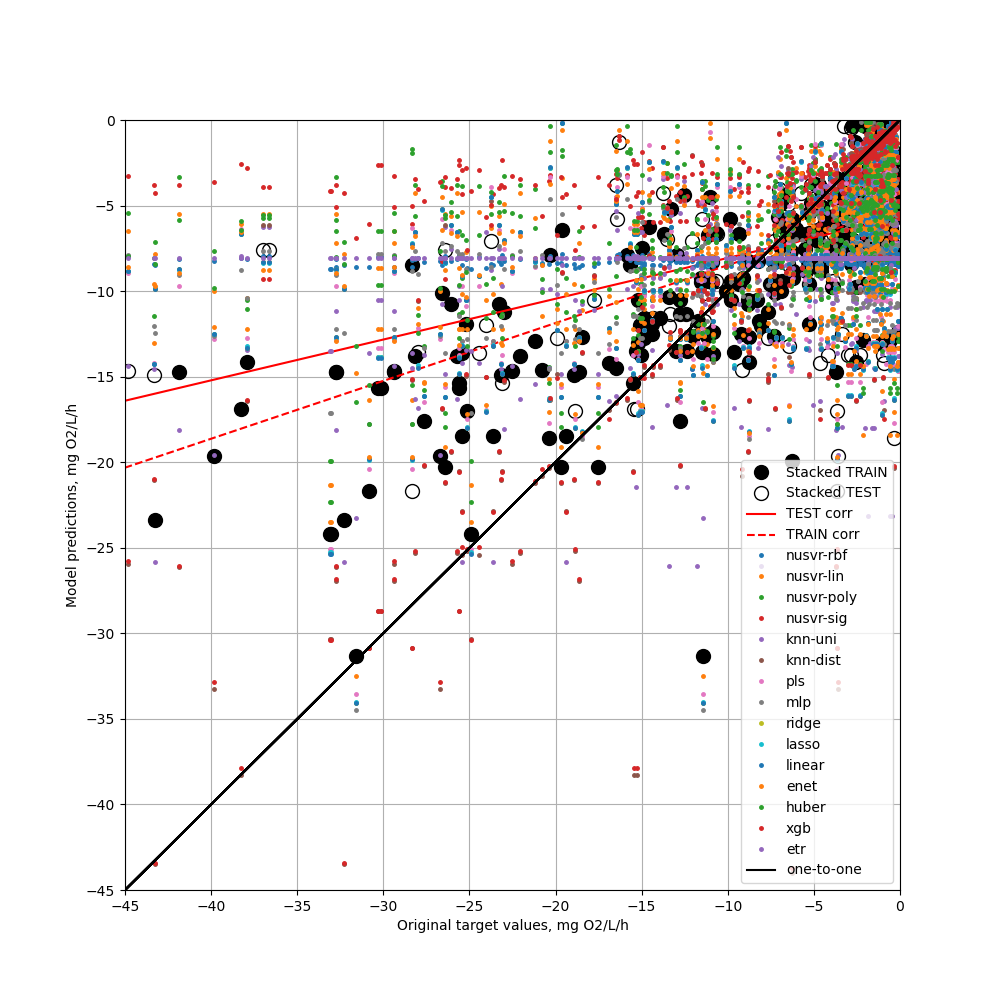 0
−5
−10
−15
−20
−25
−30
−35
−40
−45
Model predictions, mg O2/L/h
−45 −40 −35 −30 −25 −20 −15 −10 −5 0
Original target values, mg O2/L/h
Stacked TRAIN
Stacked TEST
TEST corr
TRAIN corr
nusvr-rbf
nusvr-lin
nusvr-poly
nusvr-sig
knn-uni
knn-dist
pls
mlp
ridge
lasso
linear
enet
huber
xgb
etr
one-to-one